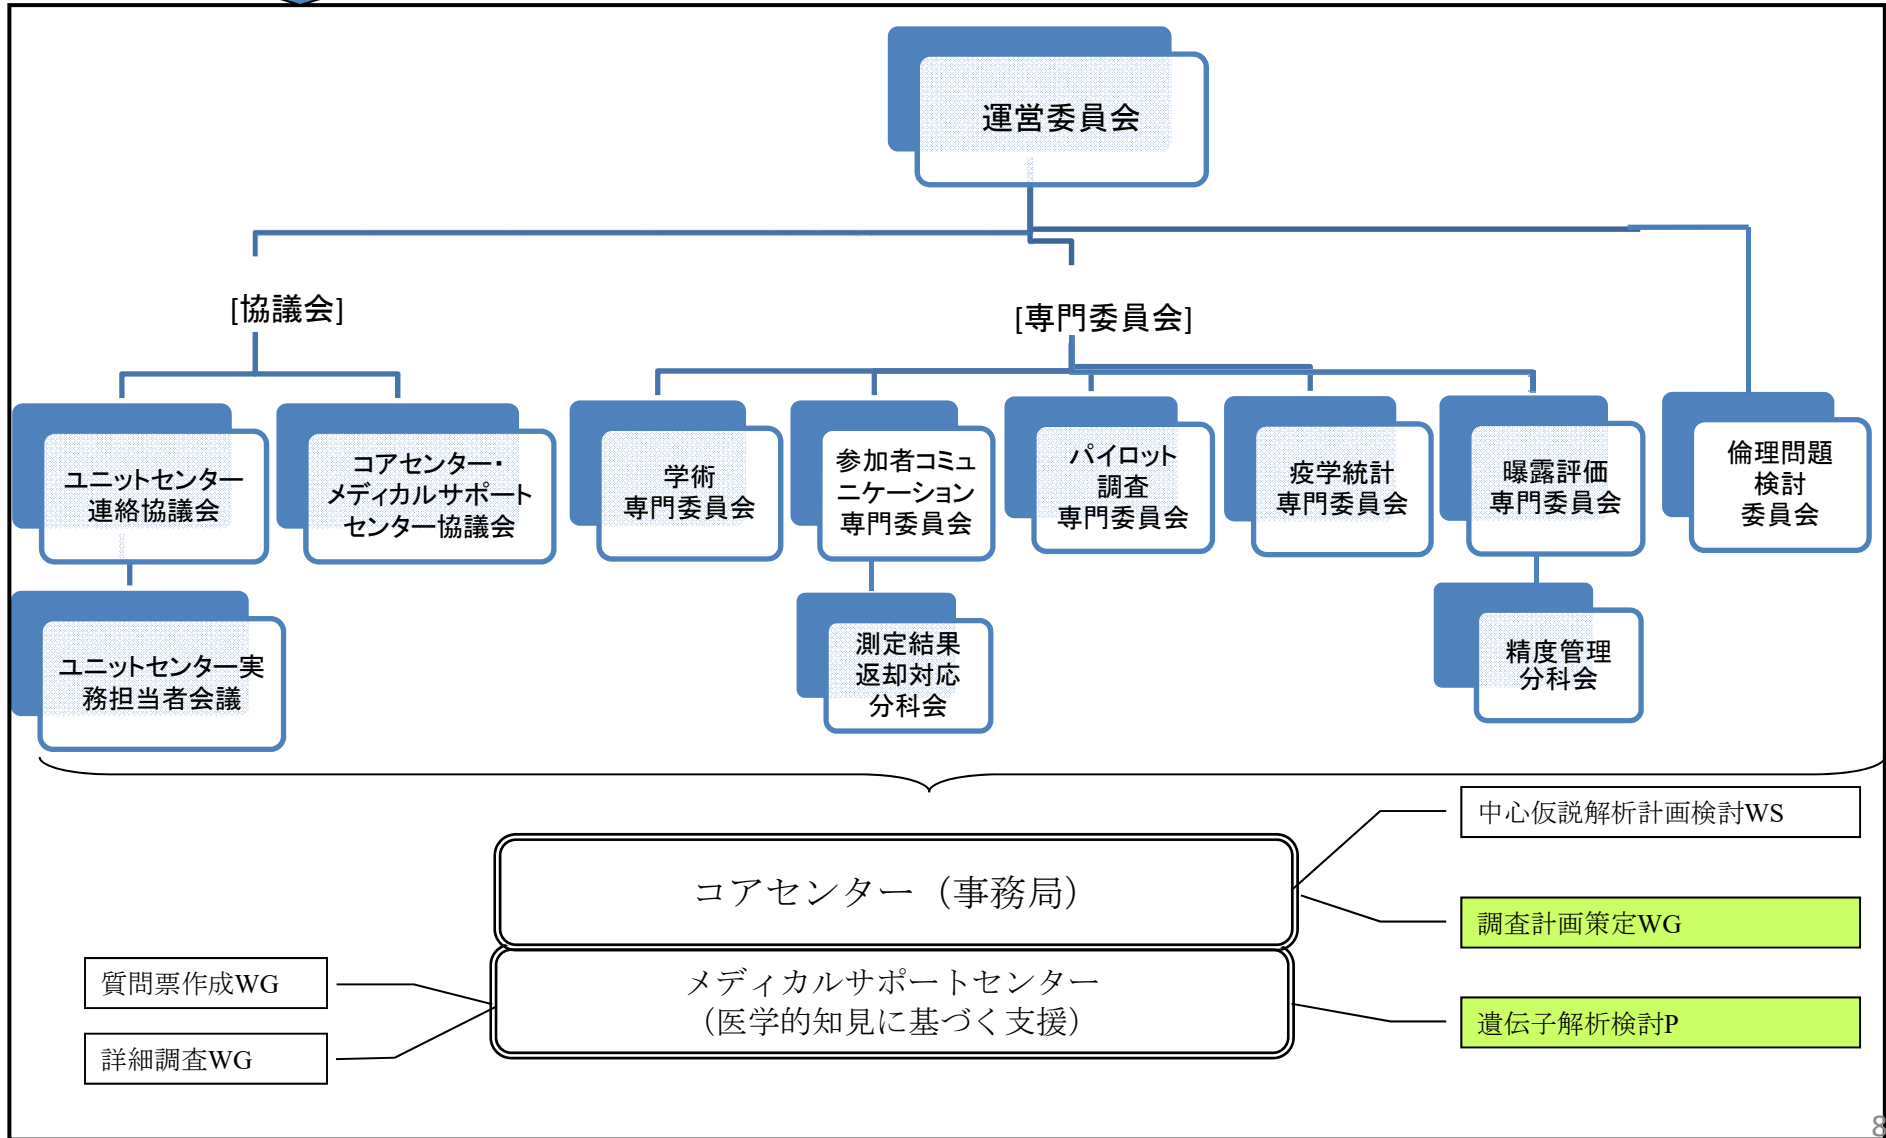 運営委員会
[協議会]
[専門委員会]
ユニットセンター
連絡協議会
コアセンター・
メディカルサポート
センター協議会
学術
専門委員会
参加者コミュ
ニケーション
専門委員会
パイロット
調査
専門委員会
疫学統計
専門委員会
曝露評価
専門委員会
倫理問題
検討
委員会
ユニットセンター実
務担当者会議
測定結果
返却対応
分科会
精度管理
分科会
中心仮説解析計画検討WS
コアセンター（事務局）
調査計画策定WG
質問票作成WG
メディカルサポートセンター
（医学的知見に基づく支援）
遺伝子解析検討P
詳細調査WG
8